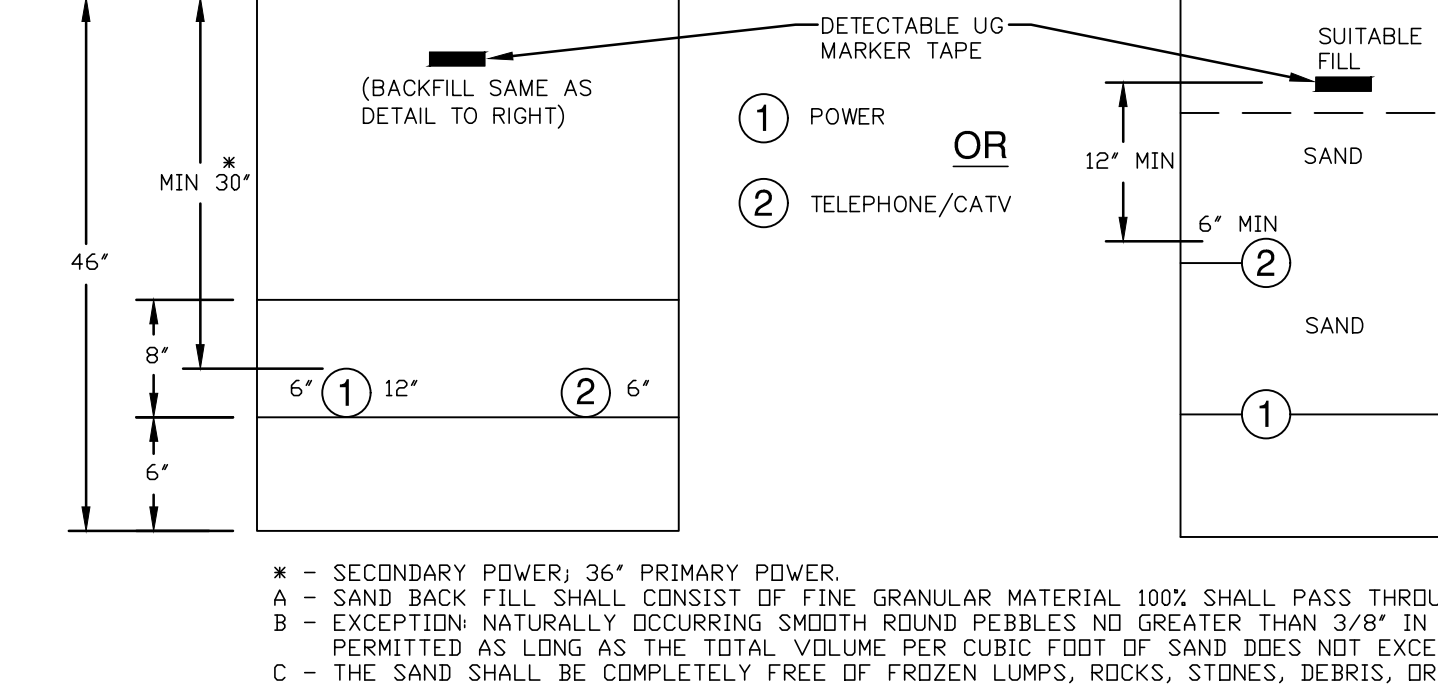 DETECTABLE UG
MARKER TAPE
SUITABLE
FILL
(BACKFILL SAME AS
DETAIL TO RIGHT)
1 POWER
OR
2 TELEPHONE/CATV
*
MIN 30"
12" MIN
SAND
6" MIN
2
46"
SAND
8"
6" 1 12" 2 6"
1
6"
* - SECONDARY POWER; 36" PRIMARY POWER.
A - SAND BACK FILL SHALL CONSIST OF FINE GRANULAR MATERIAL 100% SHALL PASS
B - EXCEPTION: NATURALLY OCCURRING SMOOTH ROUND PEBBLES NO GREATER THAN 3/8" IN
PERMITTED AS LONG AS THE TOTAL VOLUME PER CUBIC FOOT OF SAND DOES NOT
C - THE SAND SHALL BE COMPLETELY FREE OF FROZEN LUMPS, ROCKS, STONES, DEBRIS, OR